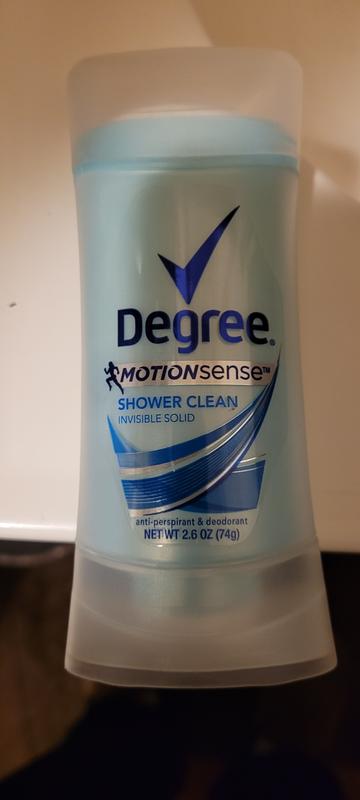 Degree®
MOTIONsense™
SHOWER CLEAN
INVISIBLE SOLID
anti-perspirant & deodorant
NET WT 2.6 OZ (74g)